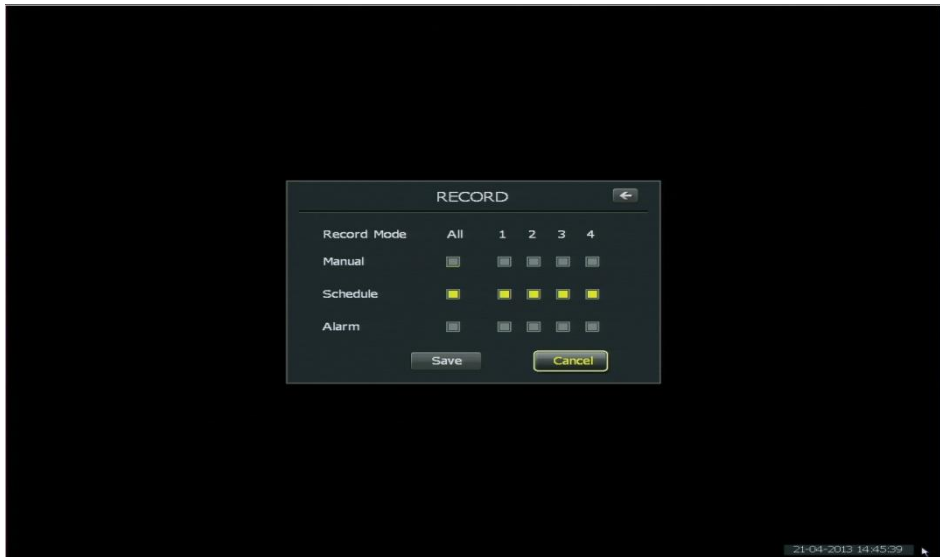 RECORD
Record Mode All 1 2 3 4
Manual
Schedule
Alarm
Save Cancel
21-04-2013 14:45:39